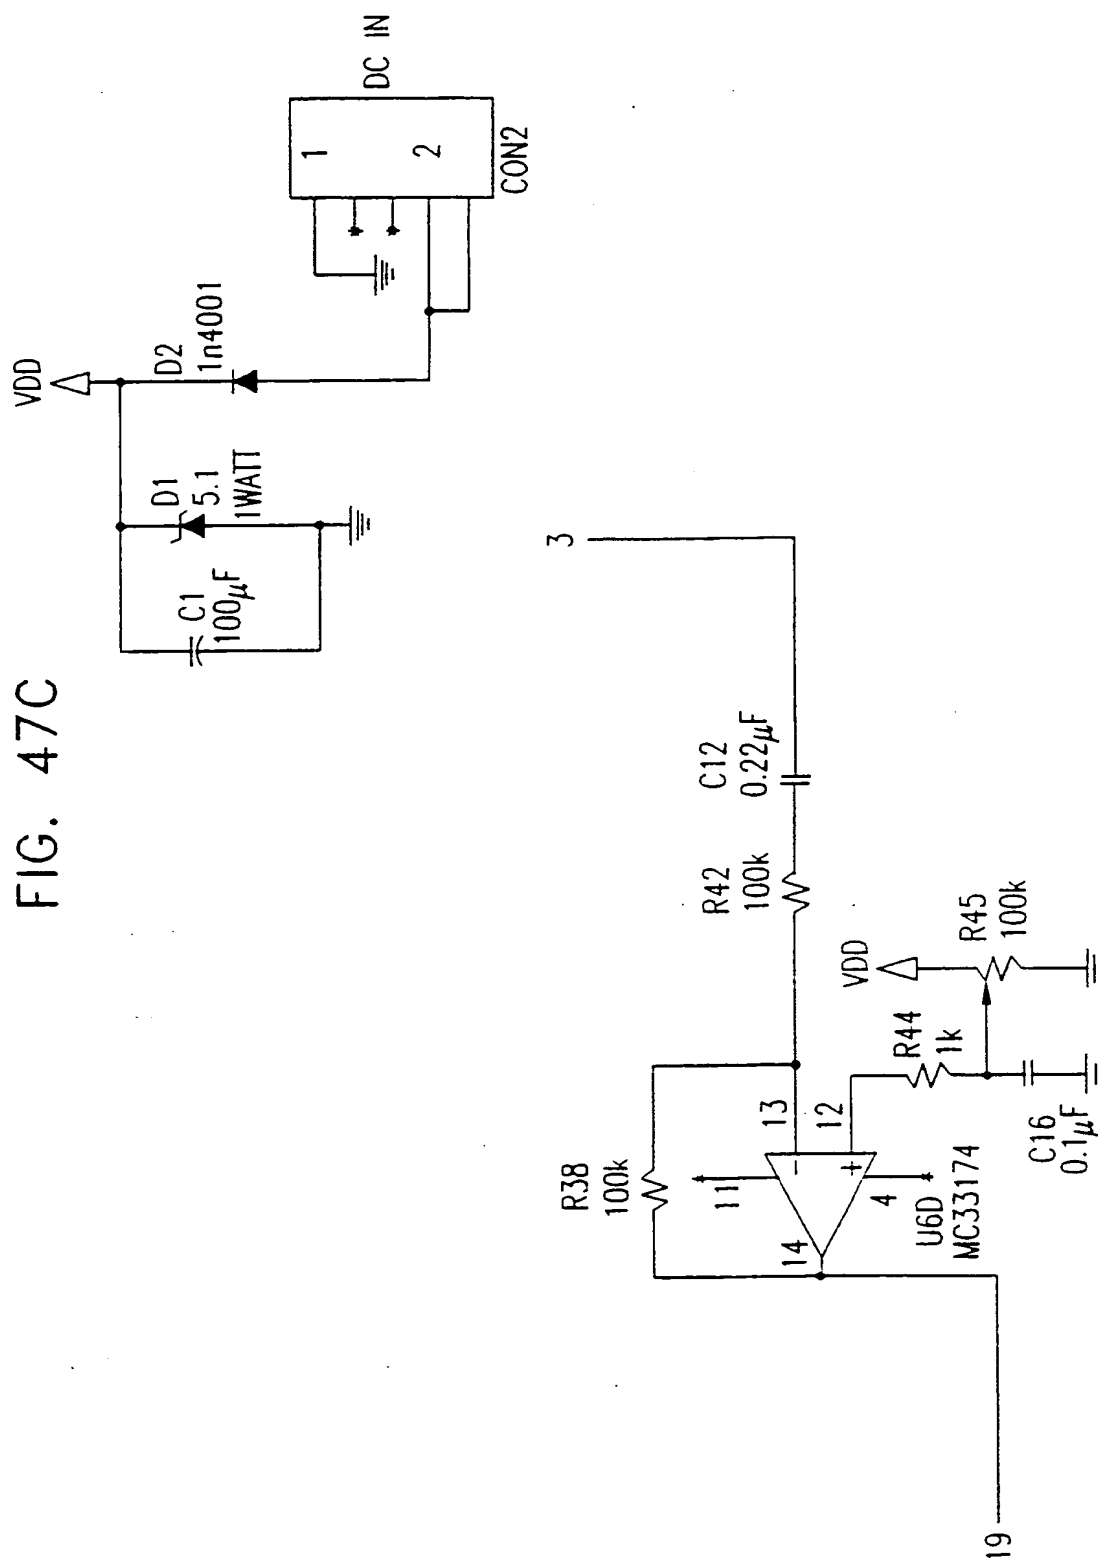 FIG. 47C
VDD
D2
1n4001
DC IN
1
2
CON2
D1
5.1
1WATT
C1
100µF
3
C12
0.22µF
R42
100k
R38
100k
13
12
11
4
14
U6D
MC33174
VDD
R45
100k
R44
1k
C16
0.1µF
19